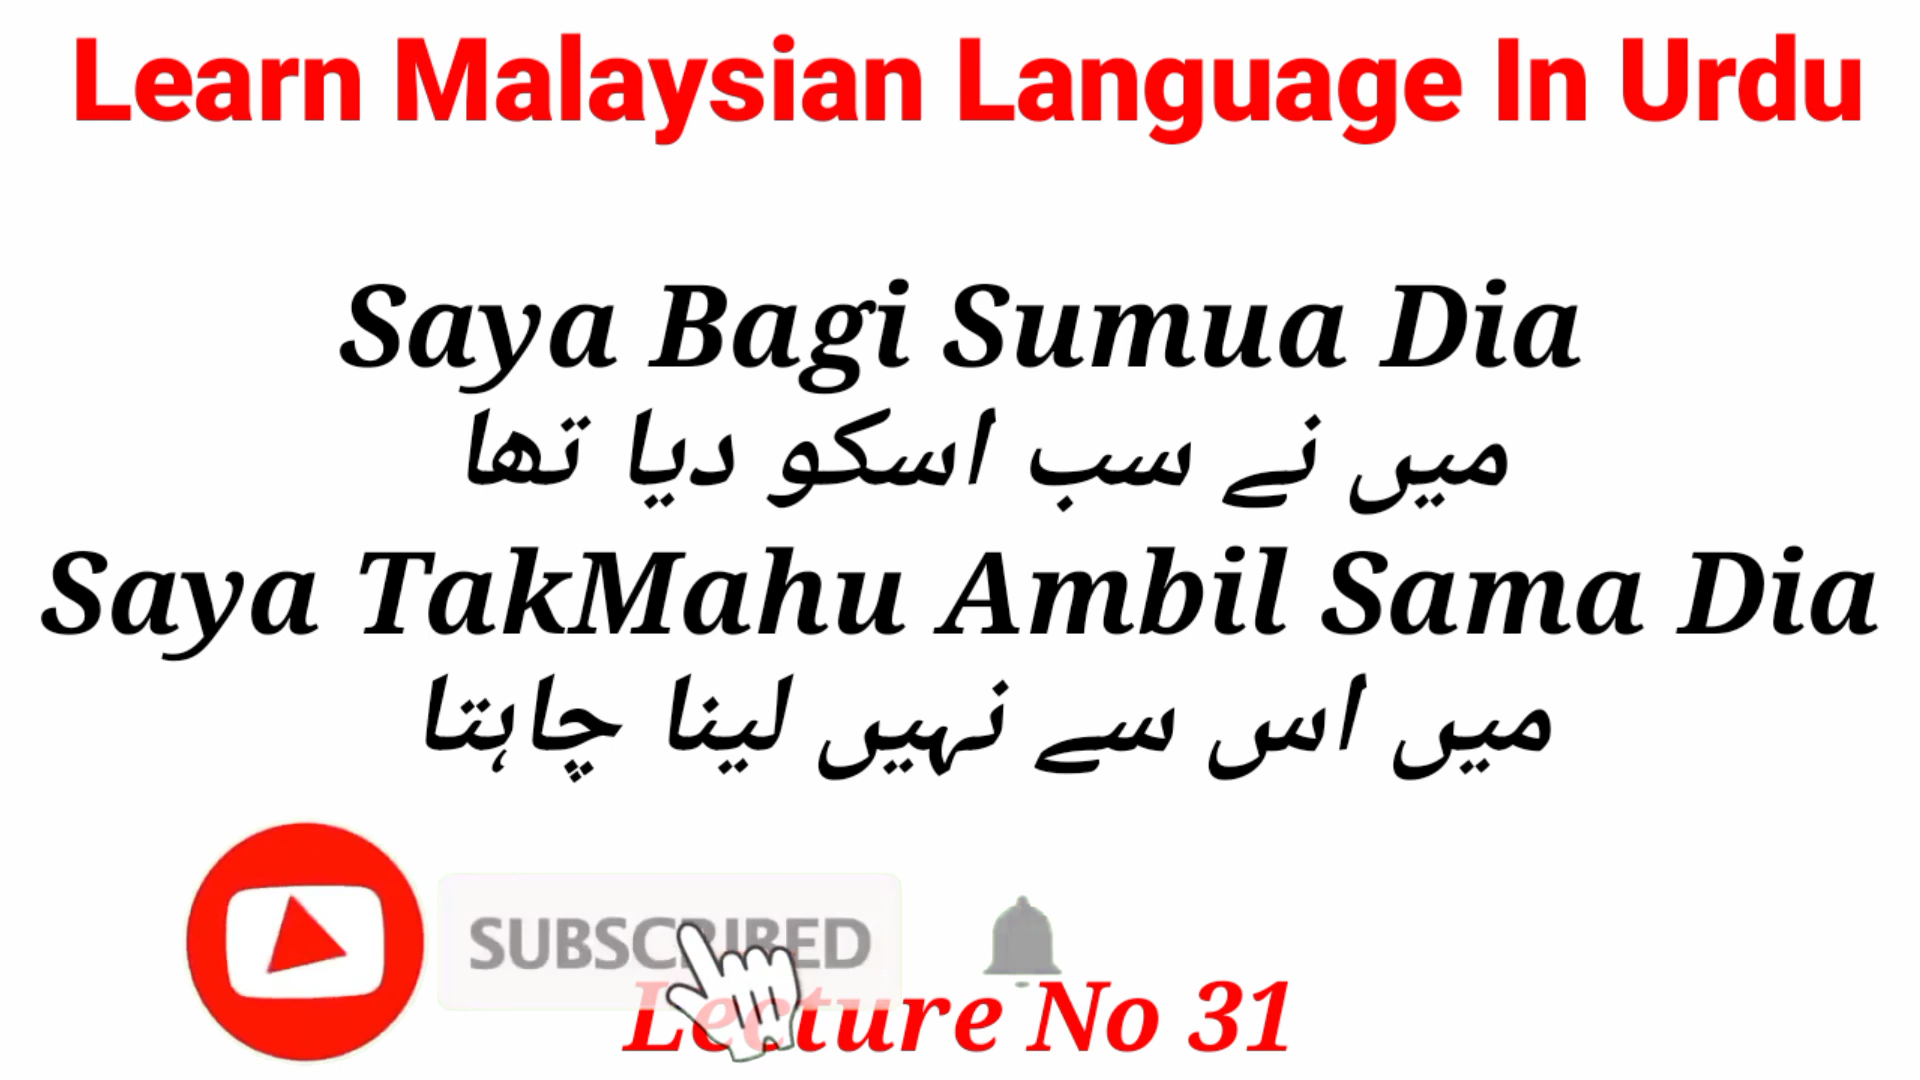 Learn Malaysian Language In Urdu
Saya Bagi Sumua Dia
میں نے سب اسکو دیا تھا
Saya TakMahu Ambil Sama Dia
میں اس سے نہیں لینا چاہتا
SUBSCRIBED
Lecture No 31